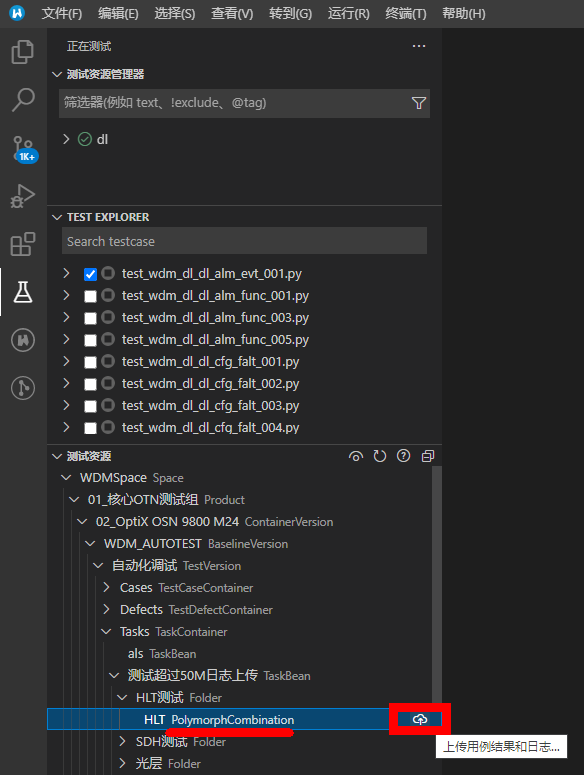 文件(F) 编辑(E) 选择(S) 查看(V) 转到(G) 运行(R) 终端(T) 帮助(H)
正在测试
测试资源管理器
筛选器(例如 text、!exclude、@tag)
dl
1K+
TEST EXPLORER
Search testcase
test_wdm_dl_dl_alm_evt_001.py
test_wdm_dl_dl_alm_func_001.py
test_wdm_dl_dl_alm_func_003.py
test_wdm_dl_dl_alm_func_005.py
test_wdm_dl_dl_cfg_falt_001.py
test_wdm_dl_dl_cfg_falt_002.py
test_wdm_dl_dl_cfg_falt_003.py
test_wdm_dl_dl_cfg_falt_004.py
测试资源
WDMSpace Space
01_核心OTN测试组 Product
02_OptiX OSN 9800 M24 ContainerVersion
WDM_AUTOTEST BaselineVersion
自动化调试 TestVersion
Cases TestCaseContainer
Defects TestDefectContainer
Tasks TaskContainer
als TaskBean
测试超过50M日志上传 TaskBean
HLT测试 Folder
HLT PolymorphCombination
SDH测试 Folder
上传用例结果和日志...
光层 Folder